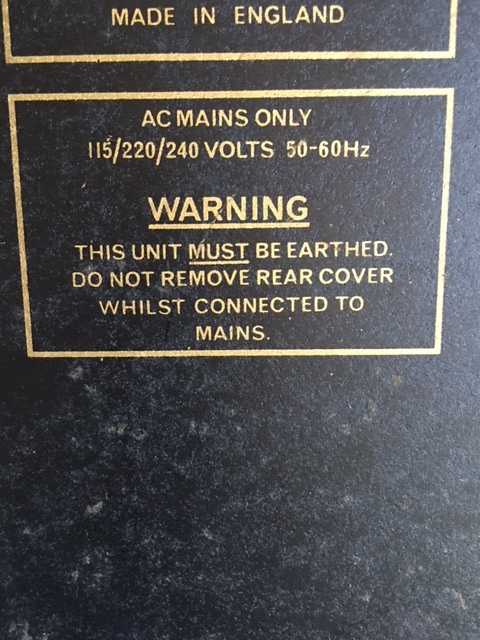 MADE IN ENGLAND
AC MAINS ONLY
115/220/240 VOLTS 50-60Hz
WARNING
THIS UNIT MUST BE EARTHED.
DO NOT REMOVE REAR COVER
WHILST CONNECTED TO
MAINS.